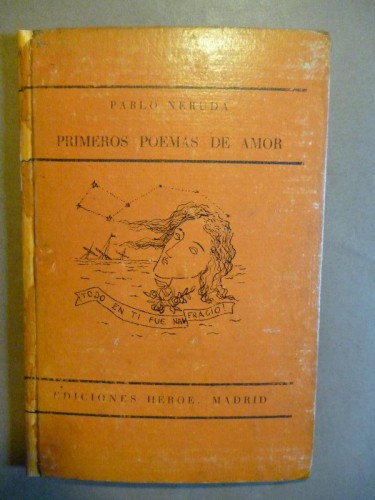 PABLO NERUDA
PRIMEROS POEMAS DE AMOR
¡TODO EN TI FUE NAUFRAGIO!
EDICIONES HÉROE. MADRID